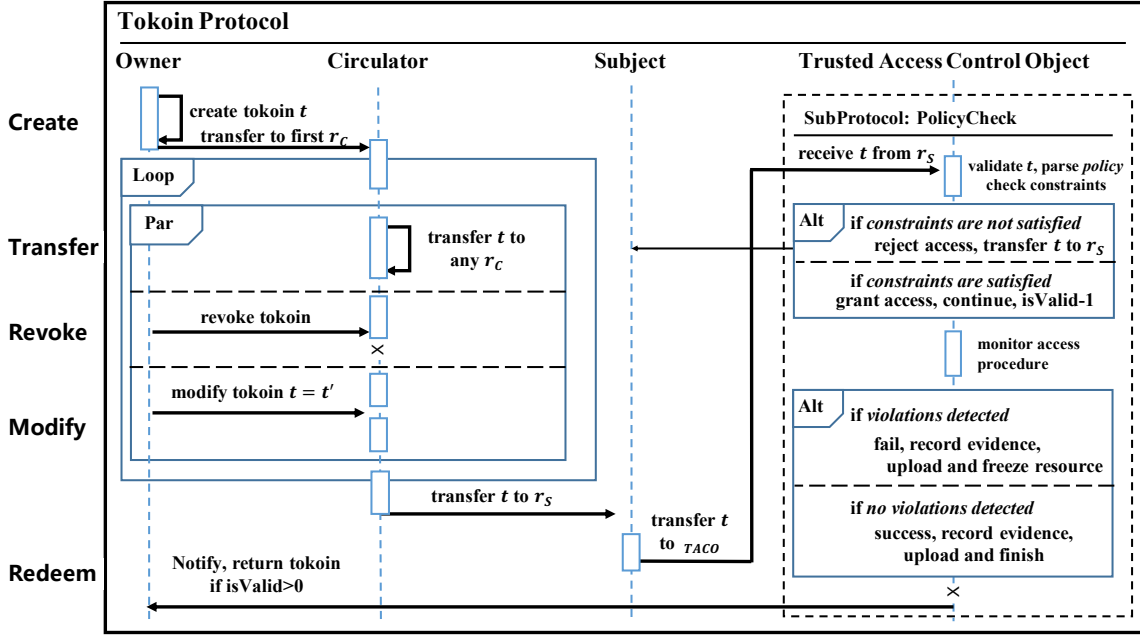 Tokoin Protocol
Owner
Circulator
Subject
Trusted Access Control Object
Create
create tokoin t
transfer to first r_C
SubProtocol: PolicyCheck
receive t from r_S
validate t, parse policy
check constraints
Loop
Par
Transfer
transfer t to
any r_C
Alt
if constraints are not satisfied
reject access, transfer t to r_S
if constraints are satisfied
grant access, continue, isValid-1
Revoke
revoke tokoin
X
monitor access
procedure
Modify
modify tokoin t = t′
Alt
if violations detected
fail, record evidence,
upload and freeze resource
transfer t to r_S
if no violations detected
success, record evidence,
upload and finish
transfer t
to TACO
Redeem
Notify, return tokoin
if isValid>0
X